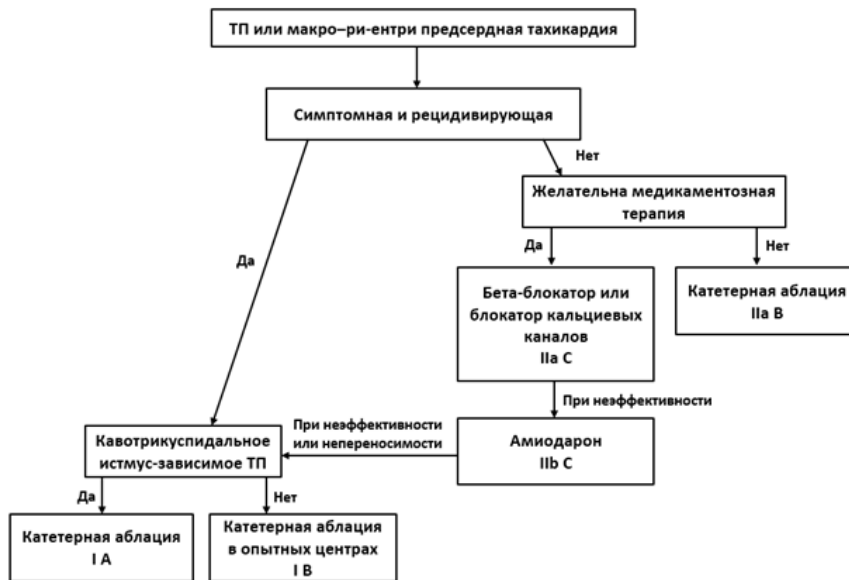 ТП или макро–ри-ентри предсердная тахикардия
Симптомная и рецидивирующая
Нет
Желательна медикаментозная
терапия
Да
Да
Нет
Бета-блокатор или
блокатор кальциевых
каналов
IIa C
Катетерная аблация
IIa B
При неэффективности
При неэффективности
или непереносимости
Амиодарон
IIb C
Кавотрикуспидальное
истмус-зависимое ТП
Да
Нет
Катетерная аблация
I A
Катетерная аблация
в опытных центрах
I B